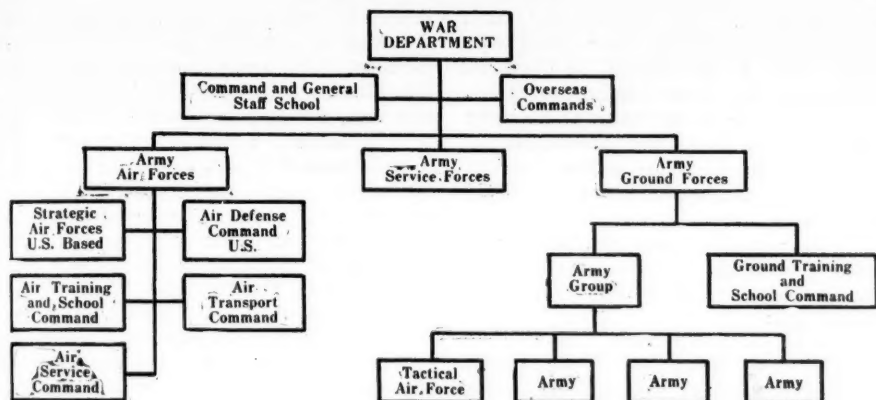 WAR
DEPARTMENT
Command and General
Staff School
Overseas
Commands
Army
Air Forces
Army
Service Forces
Army
Ground Forces
Strategic
Air Forces
U.S. Based
Air Defense
Command
U.S.
Air Training
and School
Command
Air
Transport
Command
Army
Group
Ground Training
and
School Command
Air
Service
Command
Tactical
Air Force
Army
Army
Army